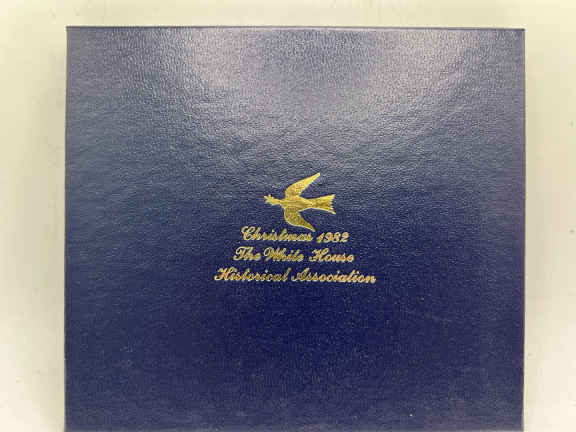 Christmas 1982
The White House
Historical Association